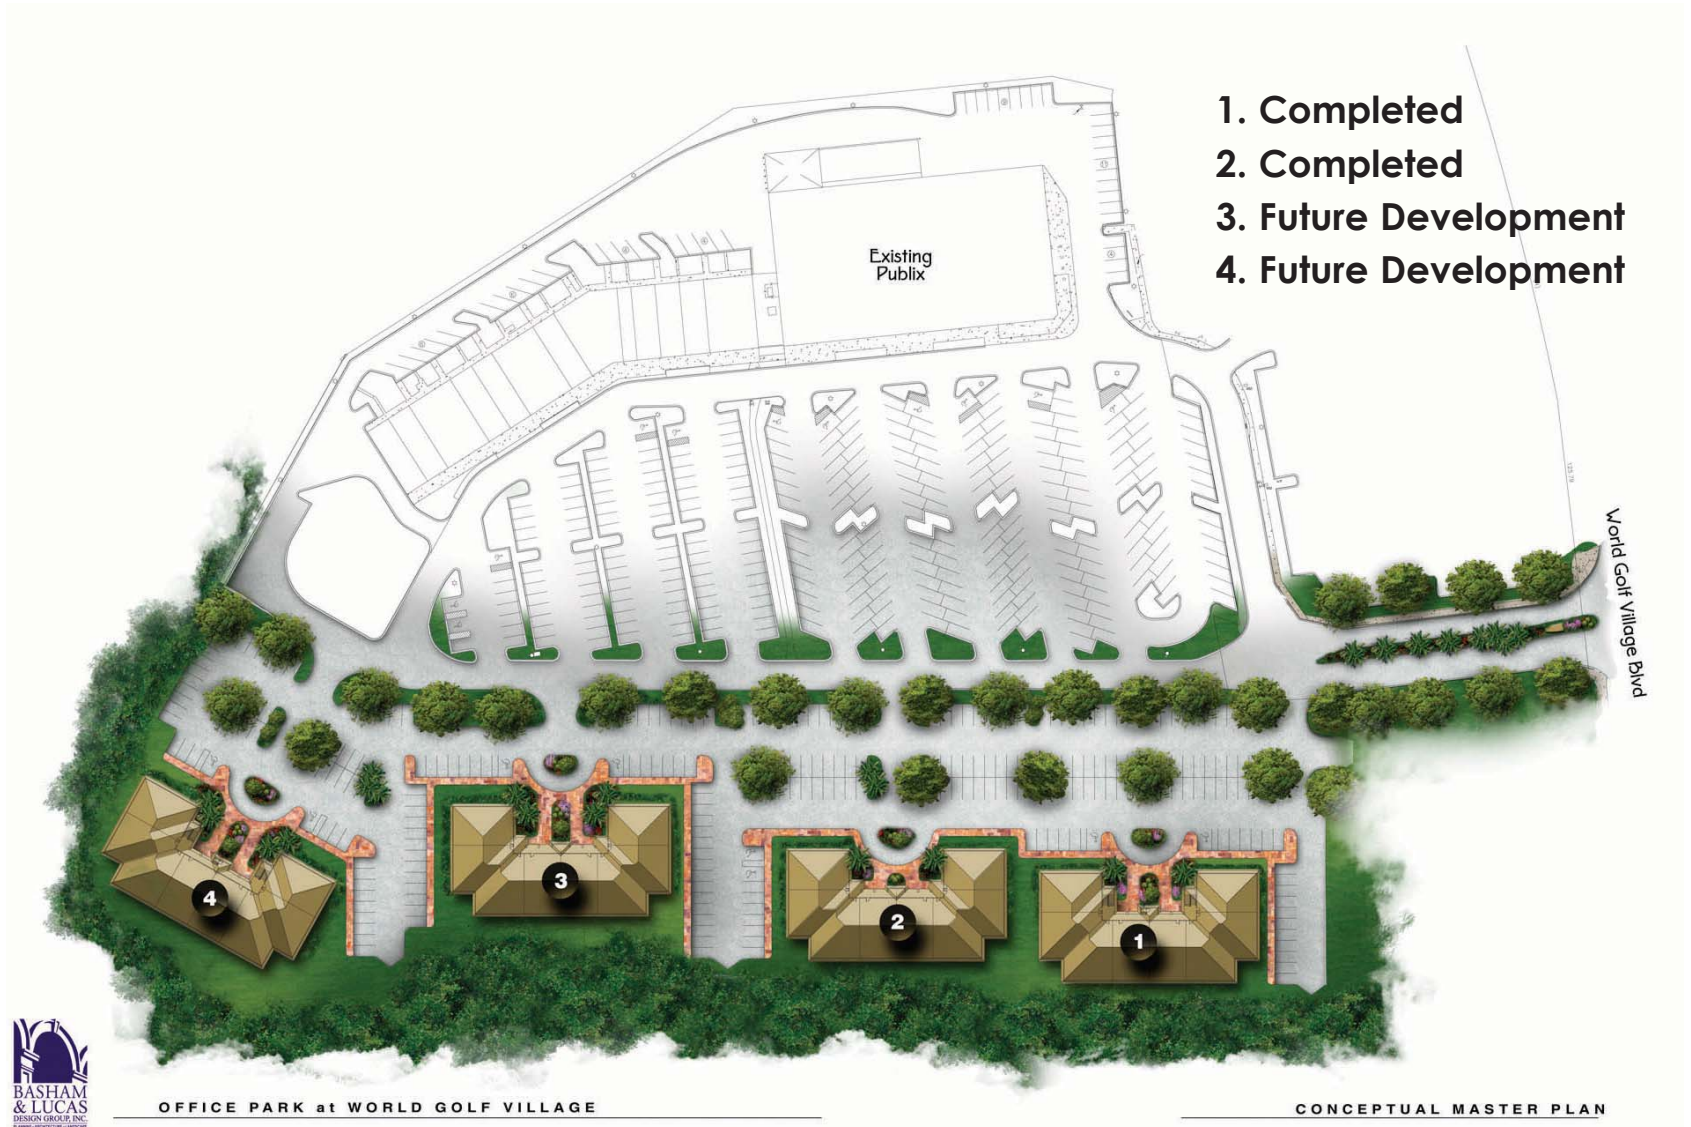 1. Completed
2. Completed
3. Future Development
4. Future Development
Existing
Publix
World Golf Village Blvd
4
3
2
1
BASHAM
& LUCAS
DESIGN GROUP, INC.
OFFICE PARK at WORLD GOLF VILLAGE
CONCEPTUAL MASTER PLAN